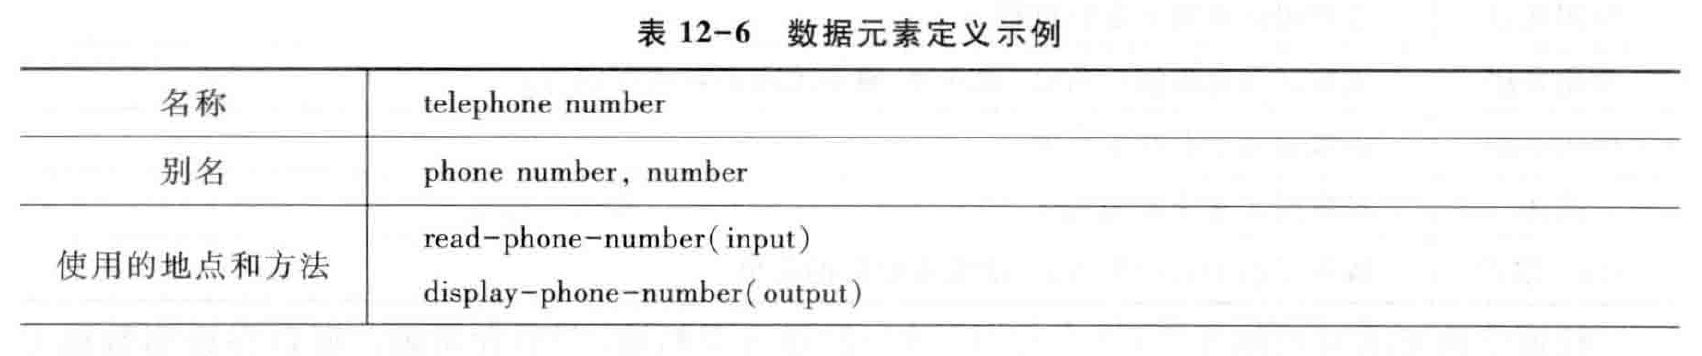 表 12-6 数据元素定义示例
名称 telephone number
别名 phone number, number
使用的地点和方法 read-phone-number(input)
display-phone-number(output)